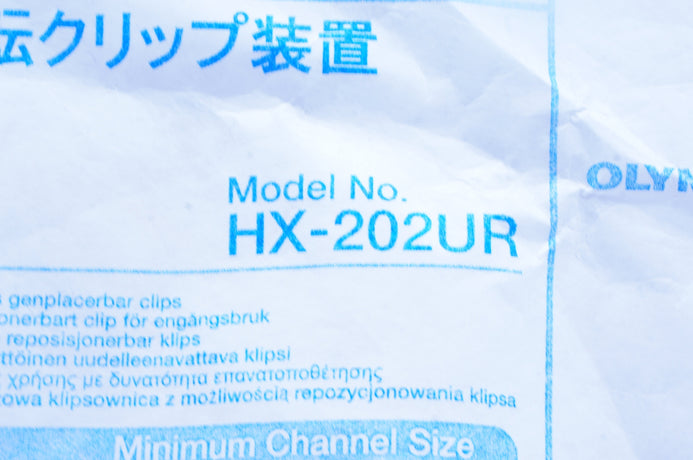 転クリップ装置
Model No.
HX-202UR
OLYM
genplacerbar clips
onerbart clip för engångsbruk
reposisjonerbar klips
ttöinen uudelleenavattava klipsi
χρήσης με δυνατότητα επανατοποθέτησης
owa klipsownica z możliwością repozycjonowania klipsa
Minimum Channel Size